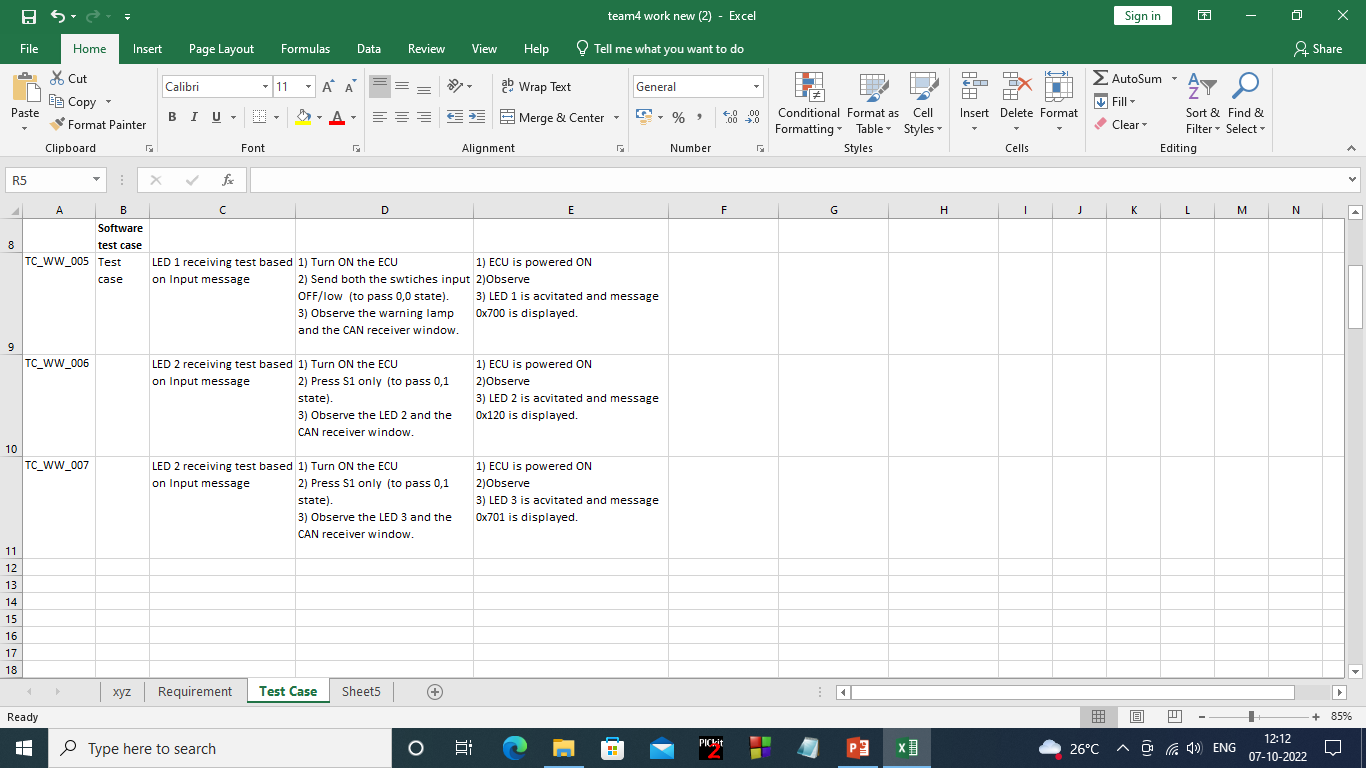 team4 work new (2) - Excel
Sign in
File Home Insert Page Layout Formulas Data Review View Help Tell me what you want to do Share
Paste
Cut
Copy
Format Painter
Clipboard
Calibri 11
B I U
Font
Wrap Text
Merge & Center
Alignment
General
Number
Conditional Formatting
Format as Table
Cell Styles
Styles
Insert Delete Format
Cells
AutoSum
Fill
Clear
Sort & Filter
Find & Select
Editing
R5
fx
A B C D E F G H I J K L M N
8
Software
test case
9
TC_WW_005
Test
case
LED 1 receiving test based
on Input message
1) Turn ON the ECU
2) Send both the swtiches input
OFF/low (to pass 0,0 state).
3) Observe the warning lamp
and the CAN receiver window.
1) ECU is powered ON
2)Observe
3) LED 1 is acvitated and message
0x700 is displayed.
10
TC_WW_006
LED 2 receiving test based
on Input message
1) Turn ON the ECU
2) Press S1 only (to pass 0,1
state).
3) Observe the LED 2 and the
CAN receiver window.
1) ECU is powered ON
2)Observe
3) LED 2 is acvitated and message
0x120 is displayed.
11
TC_WW_007
LED 2 receiving test based
on Input message
1) Turn ON the ECU
2) Press S1 only (to pass 0,1
state).
3) Observe the LED 3 and the
CAN receiver window.
1) ECU is powered ON
2)Observe
3) LED 3 is acvitated and message
0x701 is displayed.
12
13
14
15
16
17
18
xyz Requirement Test Case Sheet5
Ready
85%
Type here to search
PICkit 2
26°C
ENG
12:12
07-10-2022